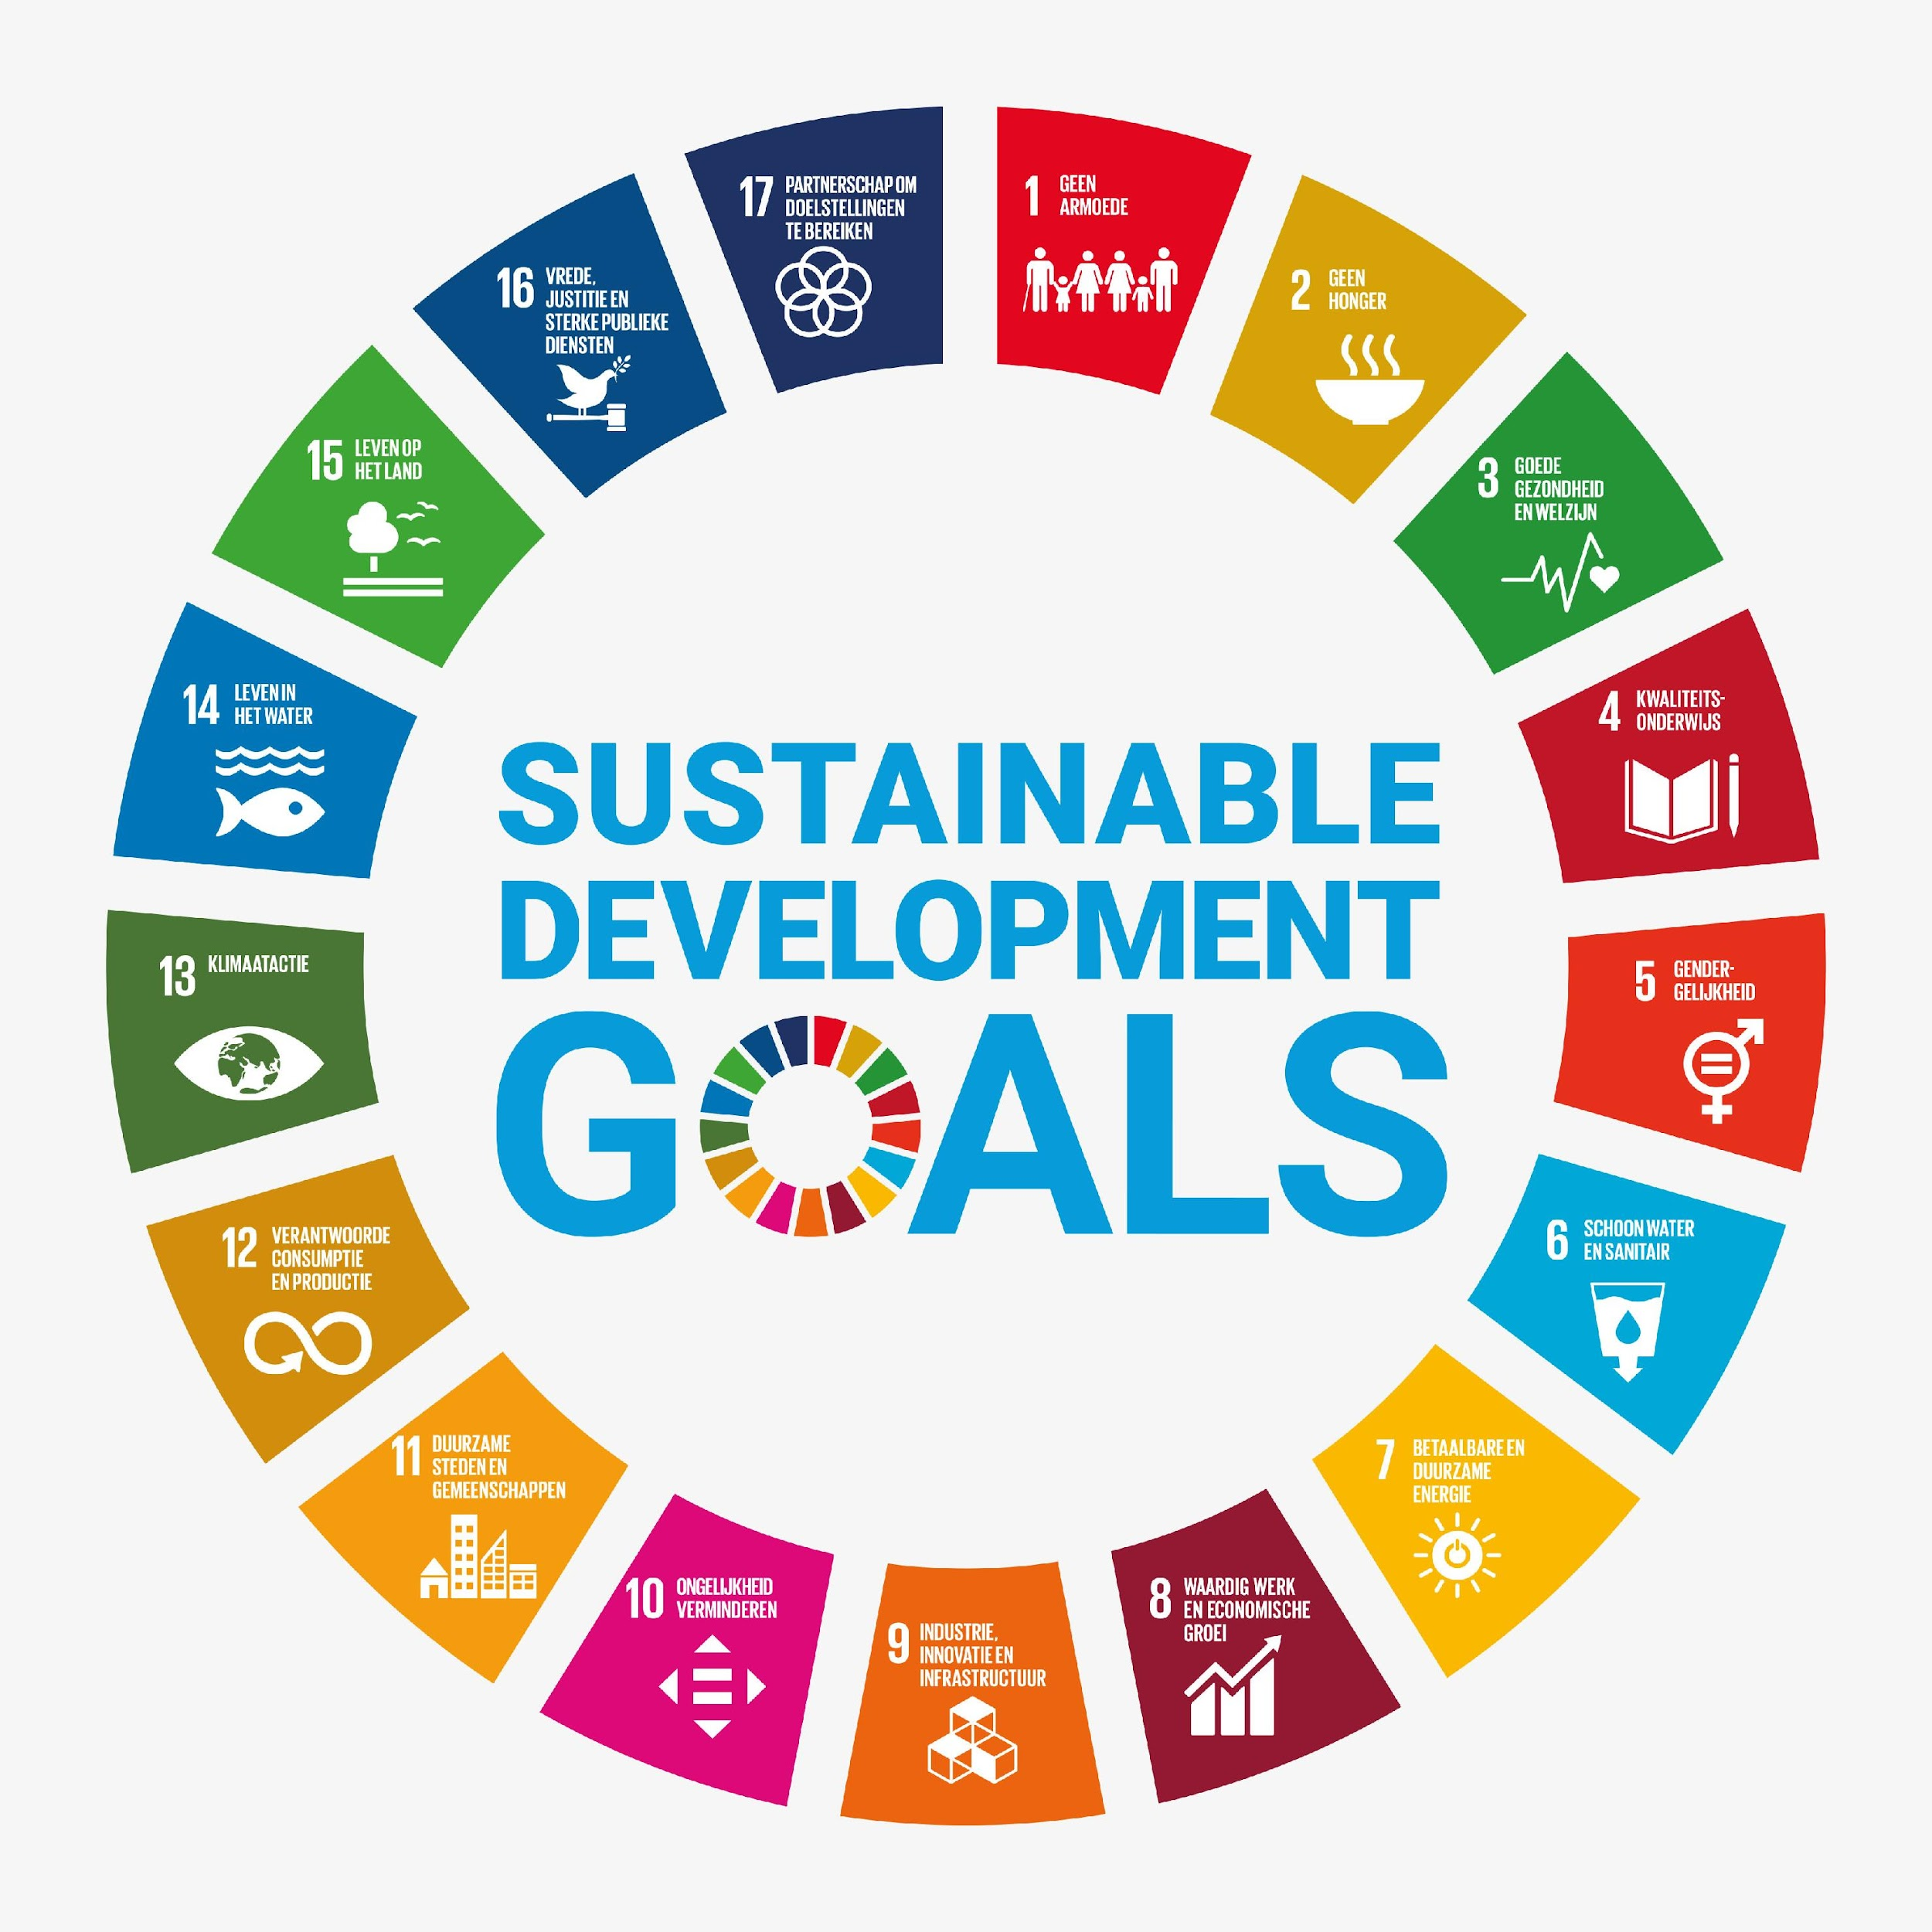 1 GEEN
ARMOEDE
2 GEEN
HONGER
3 GOEDE
GEZONDHEID
EN WELZIJN
4 KWALITEITS-
ONDERWIJS
5 GENDER-
GELIJKHEID
6 SCHOON WATER
EN SANITAIR
7 BETAALBARE EN
DUURZAME
ENERGIE
8 WAARDIG WERK
EN ECONOMISCHE
GROEI
9 INDUSTRIE,
INNOVATIE EN
INFRASTRUCTUUR
10 ONGELIJKHEID
VERMINDEREN
11 DUURZAME
STEDEN EN
GEMEENSCHAPPEN
12 VERANTWOORDE
CONSUMPTIE
EN PRODUCTIE
13 KLIMAATACTIE
14 LEVEN IN
HET WATER
15 LEVEN OP
HET LAND
16 VREDE,
JUSTITIE EN
STERKE PUBLIEKE
DIENSTEN
17 PARTNERSCHAP OM
DOELSTELLINGEN
TE BEREIKEN
SUSTAINABLE
DEVELOPMENT
GOALS